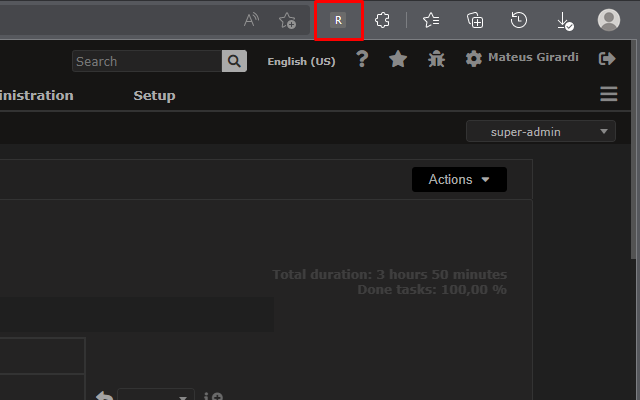 R
Search
English (US)
Mateus Girardi
nistration
Setup
super-admin
Actions
Total duration: 3 hours 50 minutes
Done tasks: 100,00 %